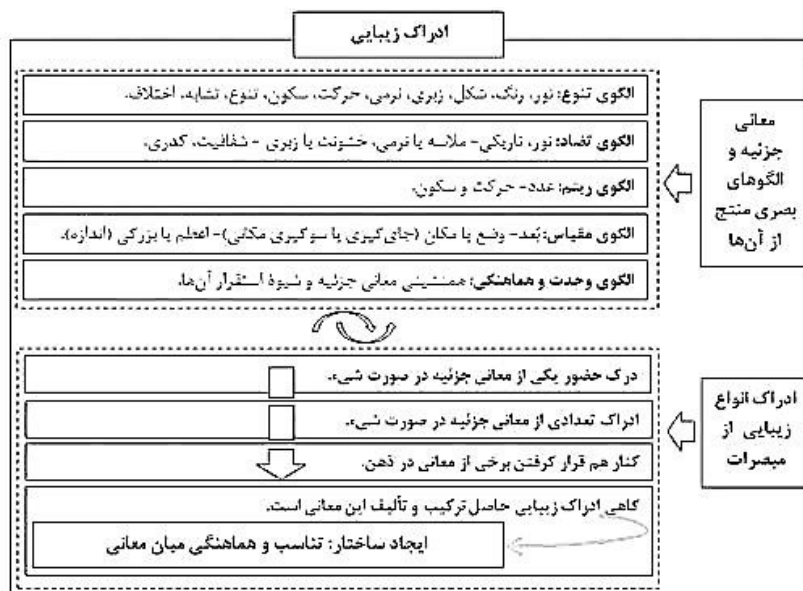 ادراک زیبایی
معانی
جزئیه و
الگوهای
بصری منتج
از آن‌ها
الگوی تنوع: نور، رنگ، شکل، زبری، نرمی، حرکت، سکون، تنوع، تشابه، اختلاف.
الگوی تضاد: نور، تاریکی- ملاسه یا نرمی، خشونت یا زبری - شفافیت، کدری.
الگوی ریتم: عدد- حرکت و سکون.
الگوی مقیاس: بُعد- وضع یا مکان (جای‌گیری یا سوگیری مکانی)- اعظلم یا بزرگی (اندازه).
الگوی وحدت و هماهنگی: همنشینی معانی جزئیه و شیوهٔ استقرار آن‌ها.
ادراک انواع
زیبایی از
مبصرات
درک حضور یکی از معانی جزئیه در صورت شیء.
ادراک تعدادی از معانی جزئیه در صورت شیء.
کنار هم قرار گرفتن برخی از معانی در ذهن.
گاهی ادراک زیبایی حاصل ترکیب و تألیف این معانی است.
ایجاد ساختار: تناسب و هماهنگی میان معانی